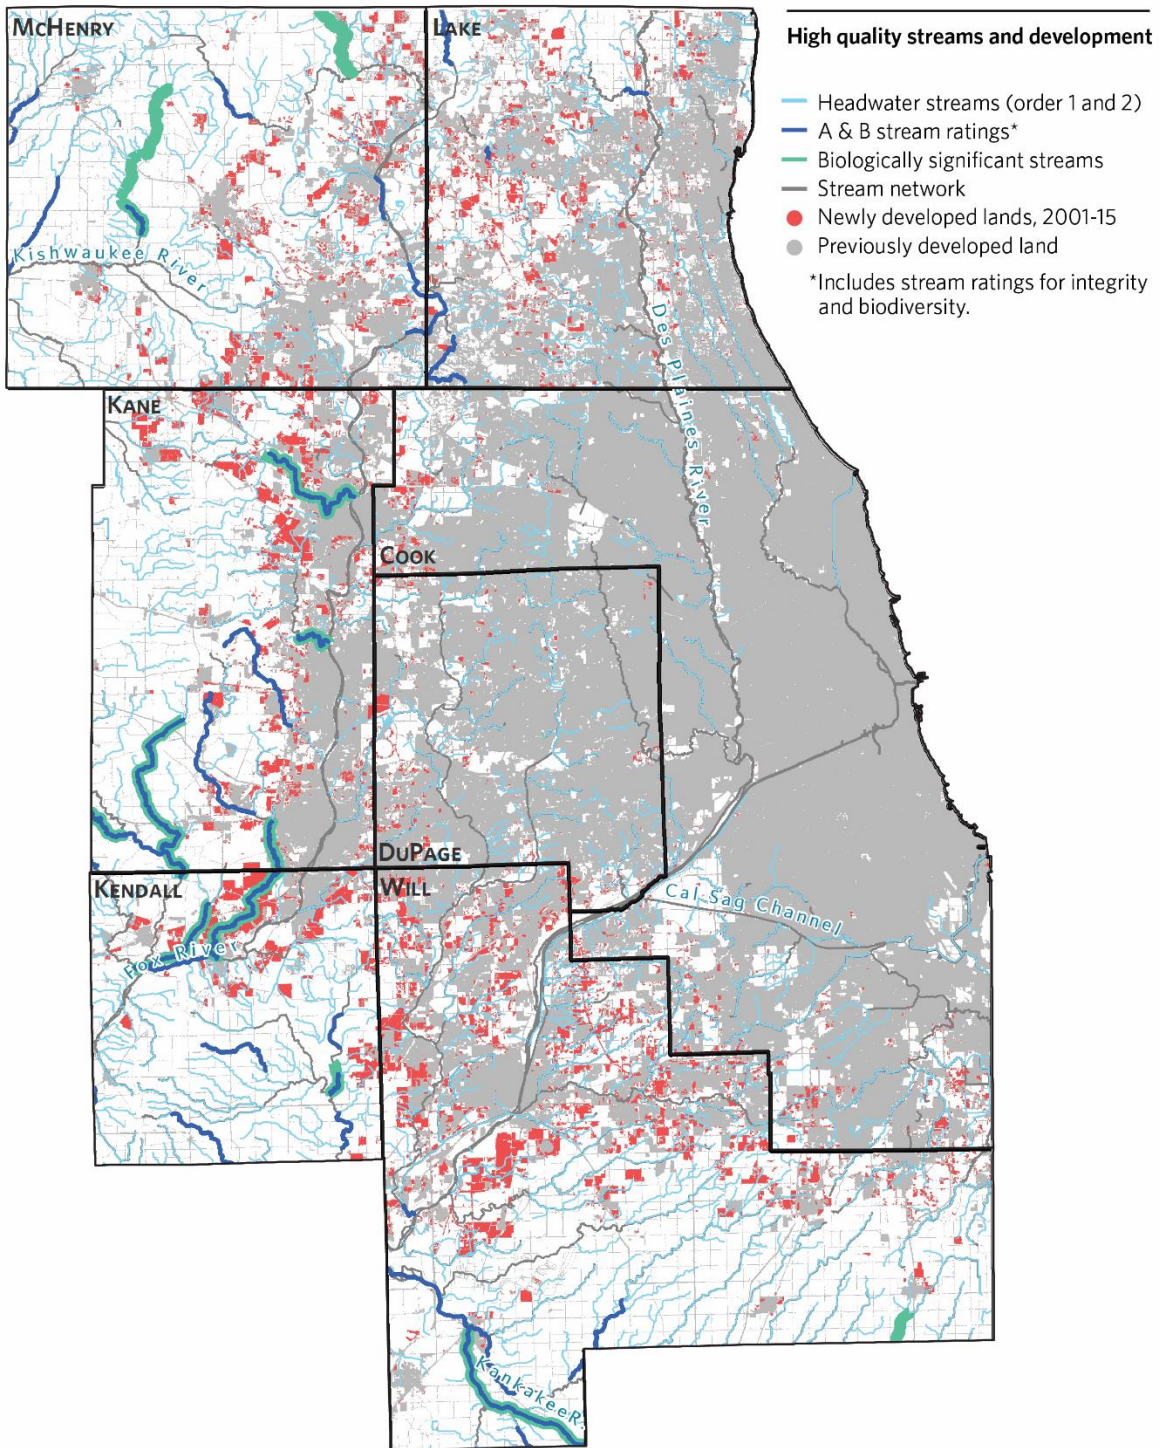 McHenry
Lake
High quality streams and development
Headwater streams (order 1 and 2)
A & B stream ratings*
Biologically significant streams
Stream network
Newly developed lands, 2001-15
Previously developed land
*Includes stream ratings for integrity
and biodiversity.
Kishwaukee River
Des Plaines River
Kane
Cook
DuPage
Kendall
Will
Cal Sag Channel
Fox River
Kankakee R.